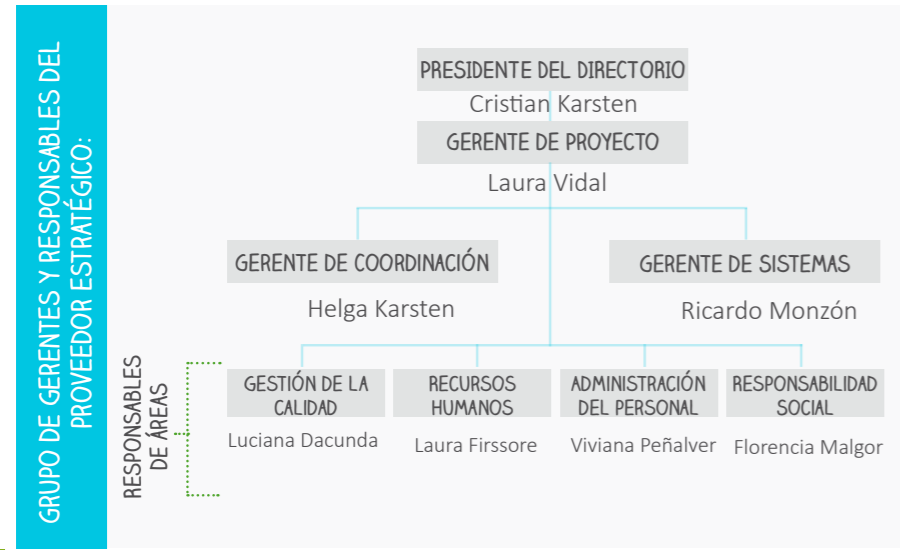 GRUPO DE GERENTES Y RESPONSABLES DEL
PROVEEDOR ESTRATÉGICO:
PRESIDENTE DEL DIRECTORIO
Cristian Karsten
GERENTE DE PROYECTO
Laura Vidal
GERENTE DE COORDINACIÓN
Helga Karsten
GERENTE DE SISTEMAS
Ricardo Monzón
RESPONSABLES
DE ÁREAS
GESTIÓN DE LA
CALIDAD
Luciana Dacunda
RECURSOS
HUMANOS
Laura Firssore
ADMINISTRACIÓN
DEL PERSONAL
Viviana Peñalver
RESPONSABILIDAD
SOCIAL
Florencia Malgor